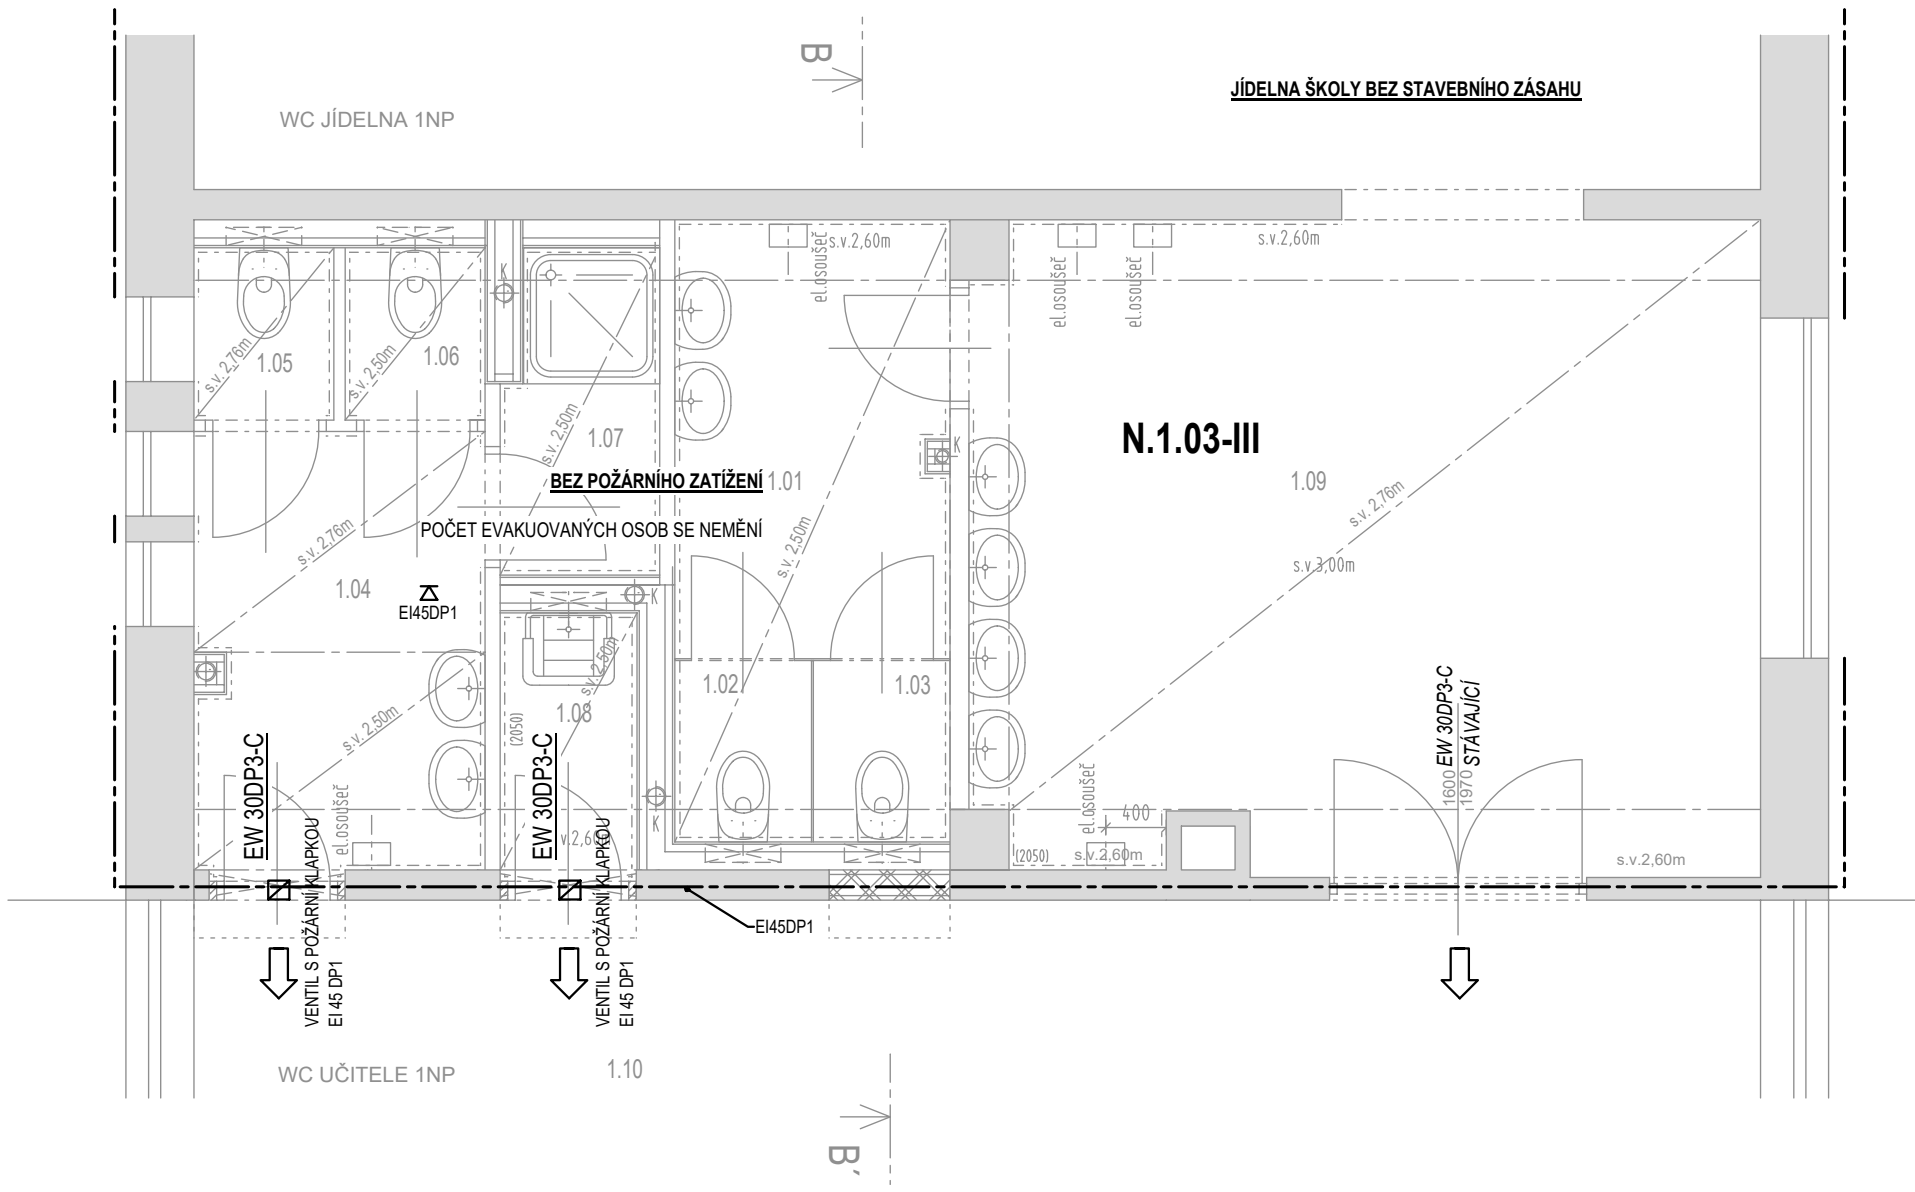 B
JÍDELNA ŠKOLY BEZ STAVEBNÍHO ZÁSAHU
WC JÍDELNA 1NP
s.v.2,60m
s.v.2,60m
el.osoušeč
el.osoušeč
el.osoušeč
K
s.v. 2,76m
1.05
s.v. 2,50m
1.06
s.v. 2,50m
1.07
K
N.1.03-III
BEZ POŽÁRNÍHO ZATÍŽENÍ
1.01
1.09
s.v. 2,76m
POČET EVAKUOVANÝCH OSOB SE NEMĚNÍ
s.v. 2,76m
s.v. 2,50m
s.v.3,00m
1.04
EI45DP1
K
s.v. 2,50m
1.02
1.03
1.08
(2050)
s.v. 2,50m
EW 30DP3-C
EW 30DP3-C
1600
1970
EW 30DP3-C
STÁVAJÍCÍ
el.osoušeč
el.osoušeč
K
400
v.2,60m
(2050)
s.v.2,60m
s.v.2,60m
EI45DP1
VENTIL S POŽÁRNÍ KLAPKOU
EI 45 DP1
VENTIL S POŽÁRNÍ KLAPKOU
EI 45 DP1
WC UČITELE 1NP
1.10
B'